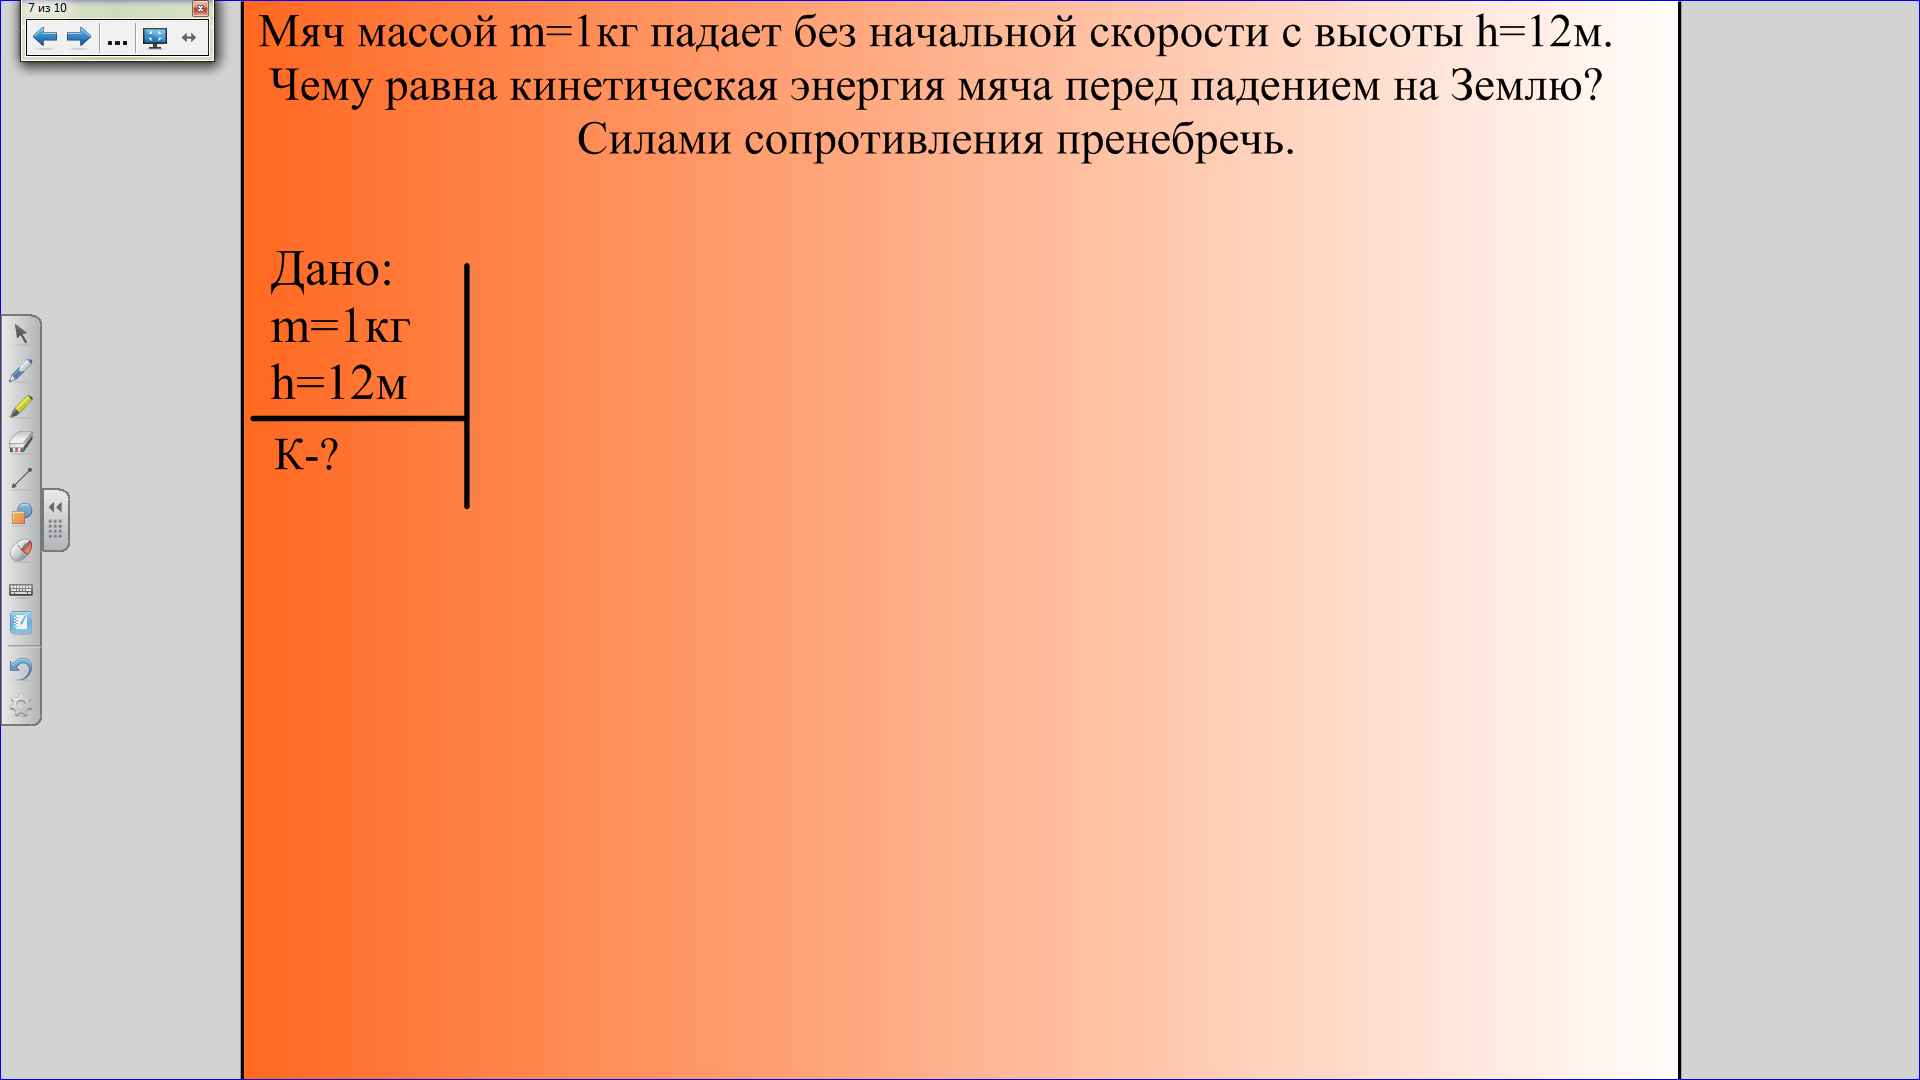 7 из 10
Мяч массой m=1кг падает без начальной скорости с высоты h=12м.
Чему равна кинетическая энергия мяча перед падением на Землю?
Силами сопротивления пренебречь.
Дано:
m=1кг
h=12м
К-?